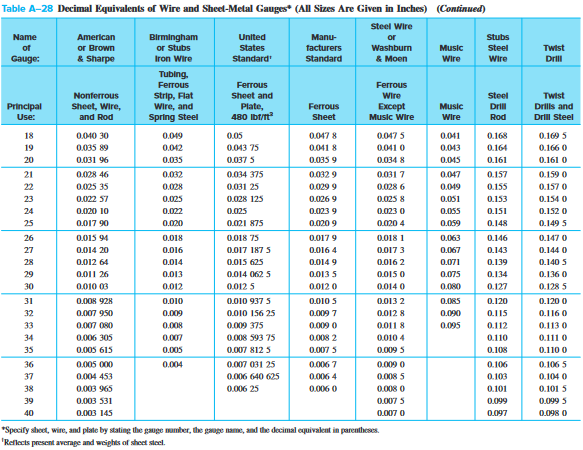 Table A–28 Decimal Equivalents of Wire and Sheet-Metal Gauges* (All Sizes Are Given in Inches) (Continued)
Name of Gauge: American or Brown & Sharpe Birmingham or Stubs Iron Wire United States Standard† Manufacturers Standard Steel Wire or Washburn & Moen Music Wire Stubs Steel Wire Twist Drill
Principal Use: Nonferrous Sheet, Wire, and Rod Tubing, Ferrous Strip, Flat Wire, and Spring Steel Ferrous Sheet and Plate, 480 lbf/ft³ Ferrous Sheet Ferrous Wire Except Music Wire Music Wire Steel Drill Rod Twist Drills and Drill Steel
18 0.040 30 0.049 0.05 0.047 8 0.047 5 0.041 0.168 0.169 5
19 0.035 89 0.042 0.043 75 0.041 8 0.041 0 0.043 0.164 0.166 0
20 0.031 96 0.035 0.037 5 0.035 9 0.034 8 0.045 0.161 0.161 0
21 0.028 46 0.032 0.034 375 0.032 9 0.031 7 0.047 0.157 0.159 0
22 0.025 35 0.028 0.031 25 0.029 9 0.028 6 0.049 0.155 0.157 0
23 0.022 57 0.025 0.028 125 0.026 9 0.025 8 0.051 0.153 0.154 0
24 0.020 10 0.022 0.025 0.023 9 0.023 0 0.055 0.151 0.152 0
25 0.017 90 0.020 0.021 875 0.020 9 0.020 4 0.059 0.148 0.149 5
26 0.015 94 0.018 0.018 75 0.017 9 0.018 1 0.063 0.146 0.147 0
27 0.014 20 0.016 0.017 187 5 0.016 4 0.017 3 0.067 0.143 0.144 0
28 0.012 64 0.014 0.015 625 0.014 9 0.016 2 0.071 0.139 0.140 5
29 0.011 26 0.013 0.014 062 5 0.013 5 0.015 0 0.075 0.134 0.136 0
30 0.010 03 0.012 0.012 5 0.012 0 0.014 0 0.080 0.127 0.128 5
31 0.008 928 0.010 0.010 937 5 0.010 5 0.013 2 0.085 0.120 0.120 0
32 0.007 950 0.009 0.010 156 25 0.009 7 0.012 8 0.090 0.115 0.116 0
33 0.007 080 0.008 0.009 375 0.009 0 0.011 8 0.095 0.112 0.113 0
34 0.006 305 0.007 0.008 593 75 0.008 2 0.010 4 0.110 0.111 0
35 0.005 615 0.005 0.007 812 5 0.007 5 0.009 5 0.108 0.110 0
36 0.005 000 0.004 0.007 031 25 0.006 7 0.009 0 0.106 0.106 5
37 0.004 453 0.006 640 625 0.006 4 0.008 5 0.103 0.104 0
38 0.003 965 0.006 25 0.006 0 0.008 0 0.101 0.101 5
39 0.003 531 0.007 5 0.099 0.099 5
40 0.003 145 0.007 0 0.097 0.098 0
*Specify sheet, wire, and plate by stating the gauge number, the gauge name, and the decimal equivalent in parentheses.
†Reflects present average and weights of sheet steel.